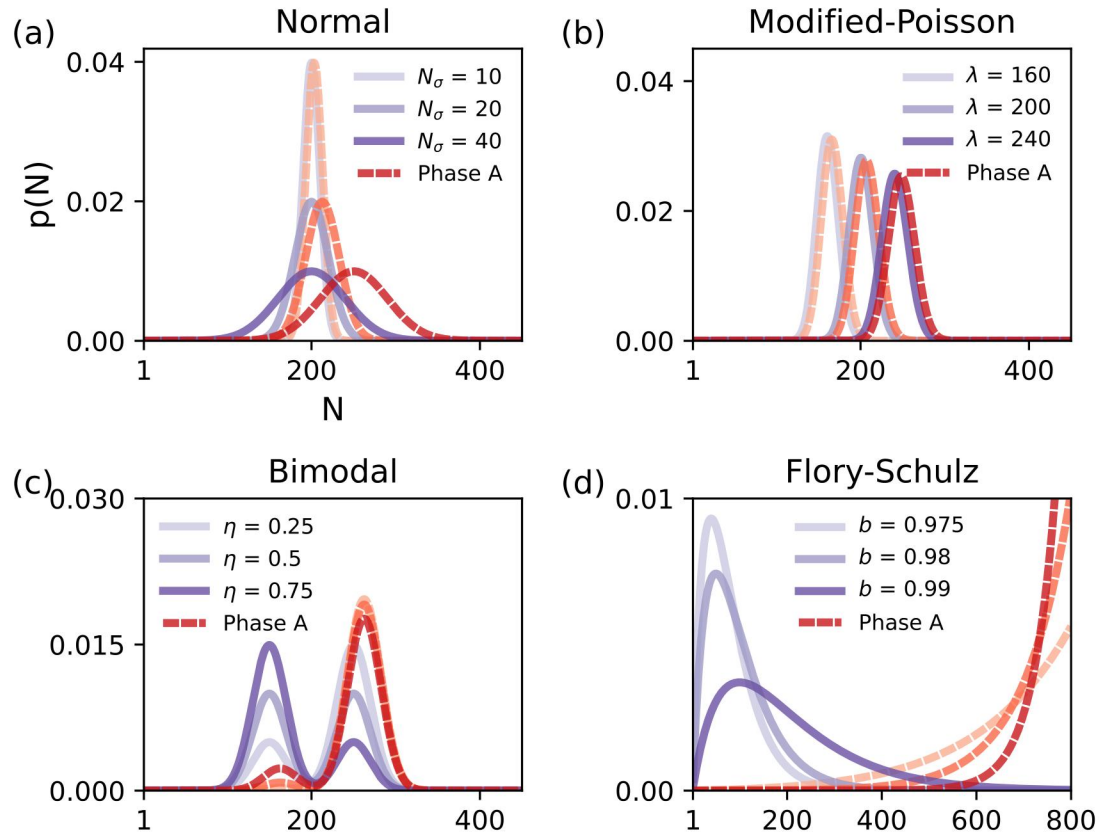 (a)
Normal
0.04
0.02
0.00
p(N)
Nσ = 10
Nσ = 20
Nσ = 40
Phase A
1
200
400
N
(b)
Modified-Poisson
0.04
0.02
0.00
λ = 160
λ = 200
λ = 240
Phase A
1
200
400
(c)
Bimodal
0.030
0.015
0.000
η = 0.25
η = 0.5
η = 0.75
Phase A
1
200
400
(d)
Flory-Schulz
0.01
0.00
b = 0.975
b = 0.98
b = 0.99
Phase A
1
200
400
600
800